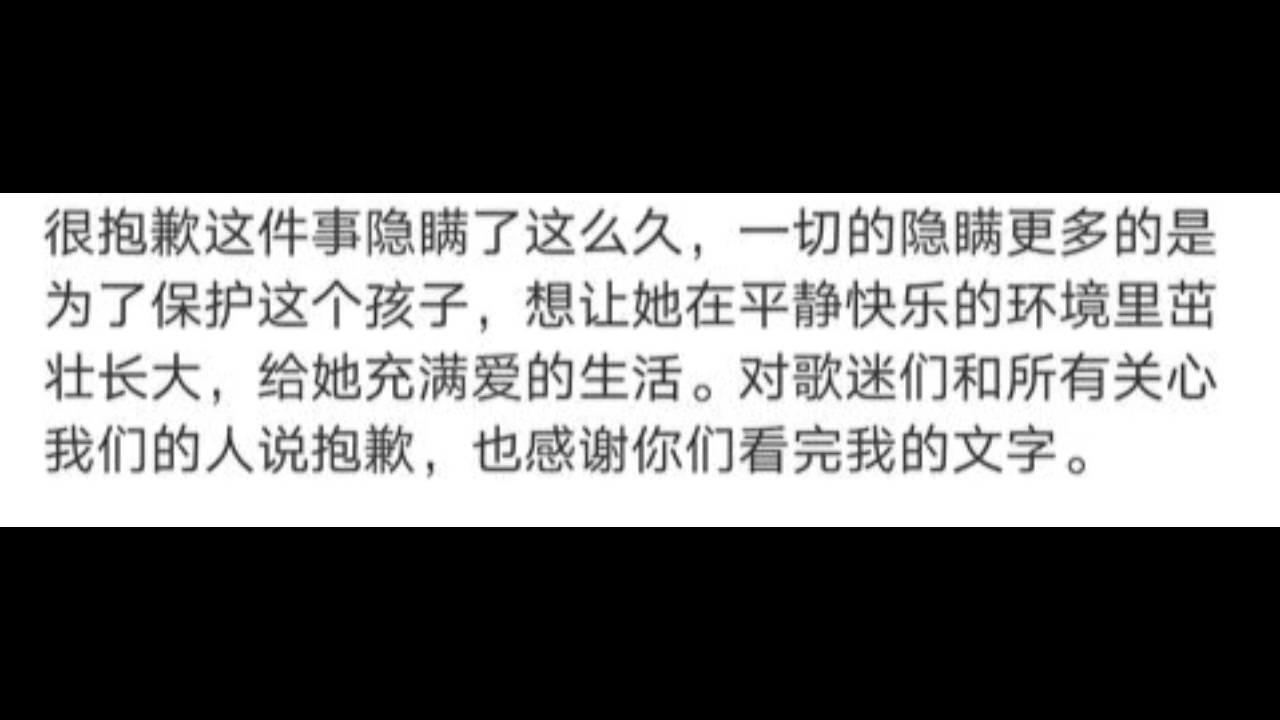 很抱歉这件事隐瞒了这么久，一切的隐瞒更多的是
为了保护这个孩子，想让她在平静快乐的环境里茁
壮长大，给她充满爱的生活。对歌迷们和所有关心
我们的人说抱歉，也感谢你们看完我的文字。